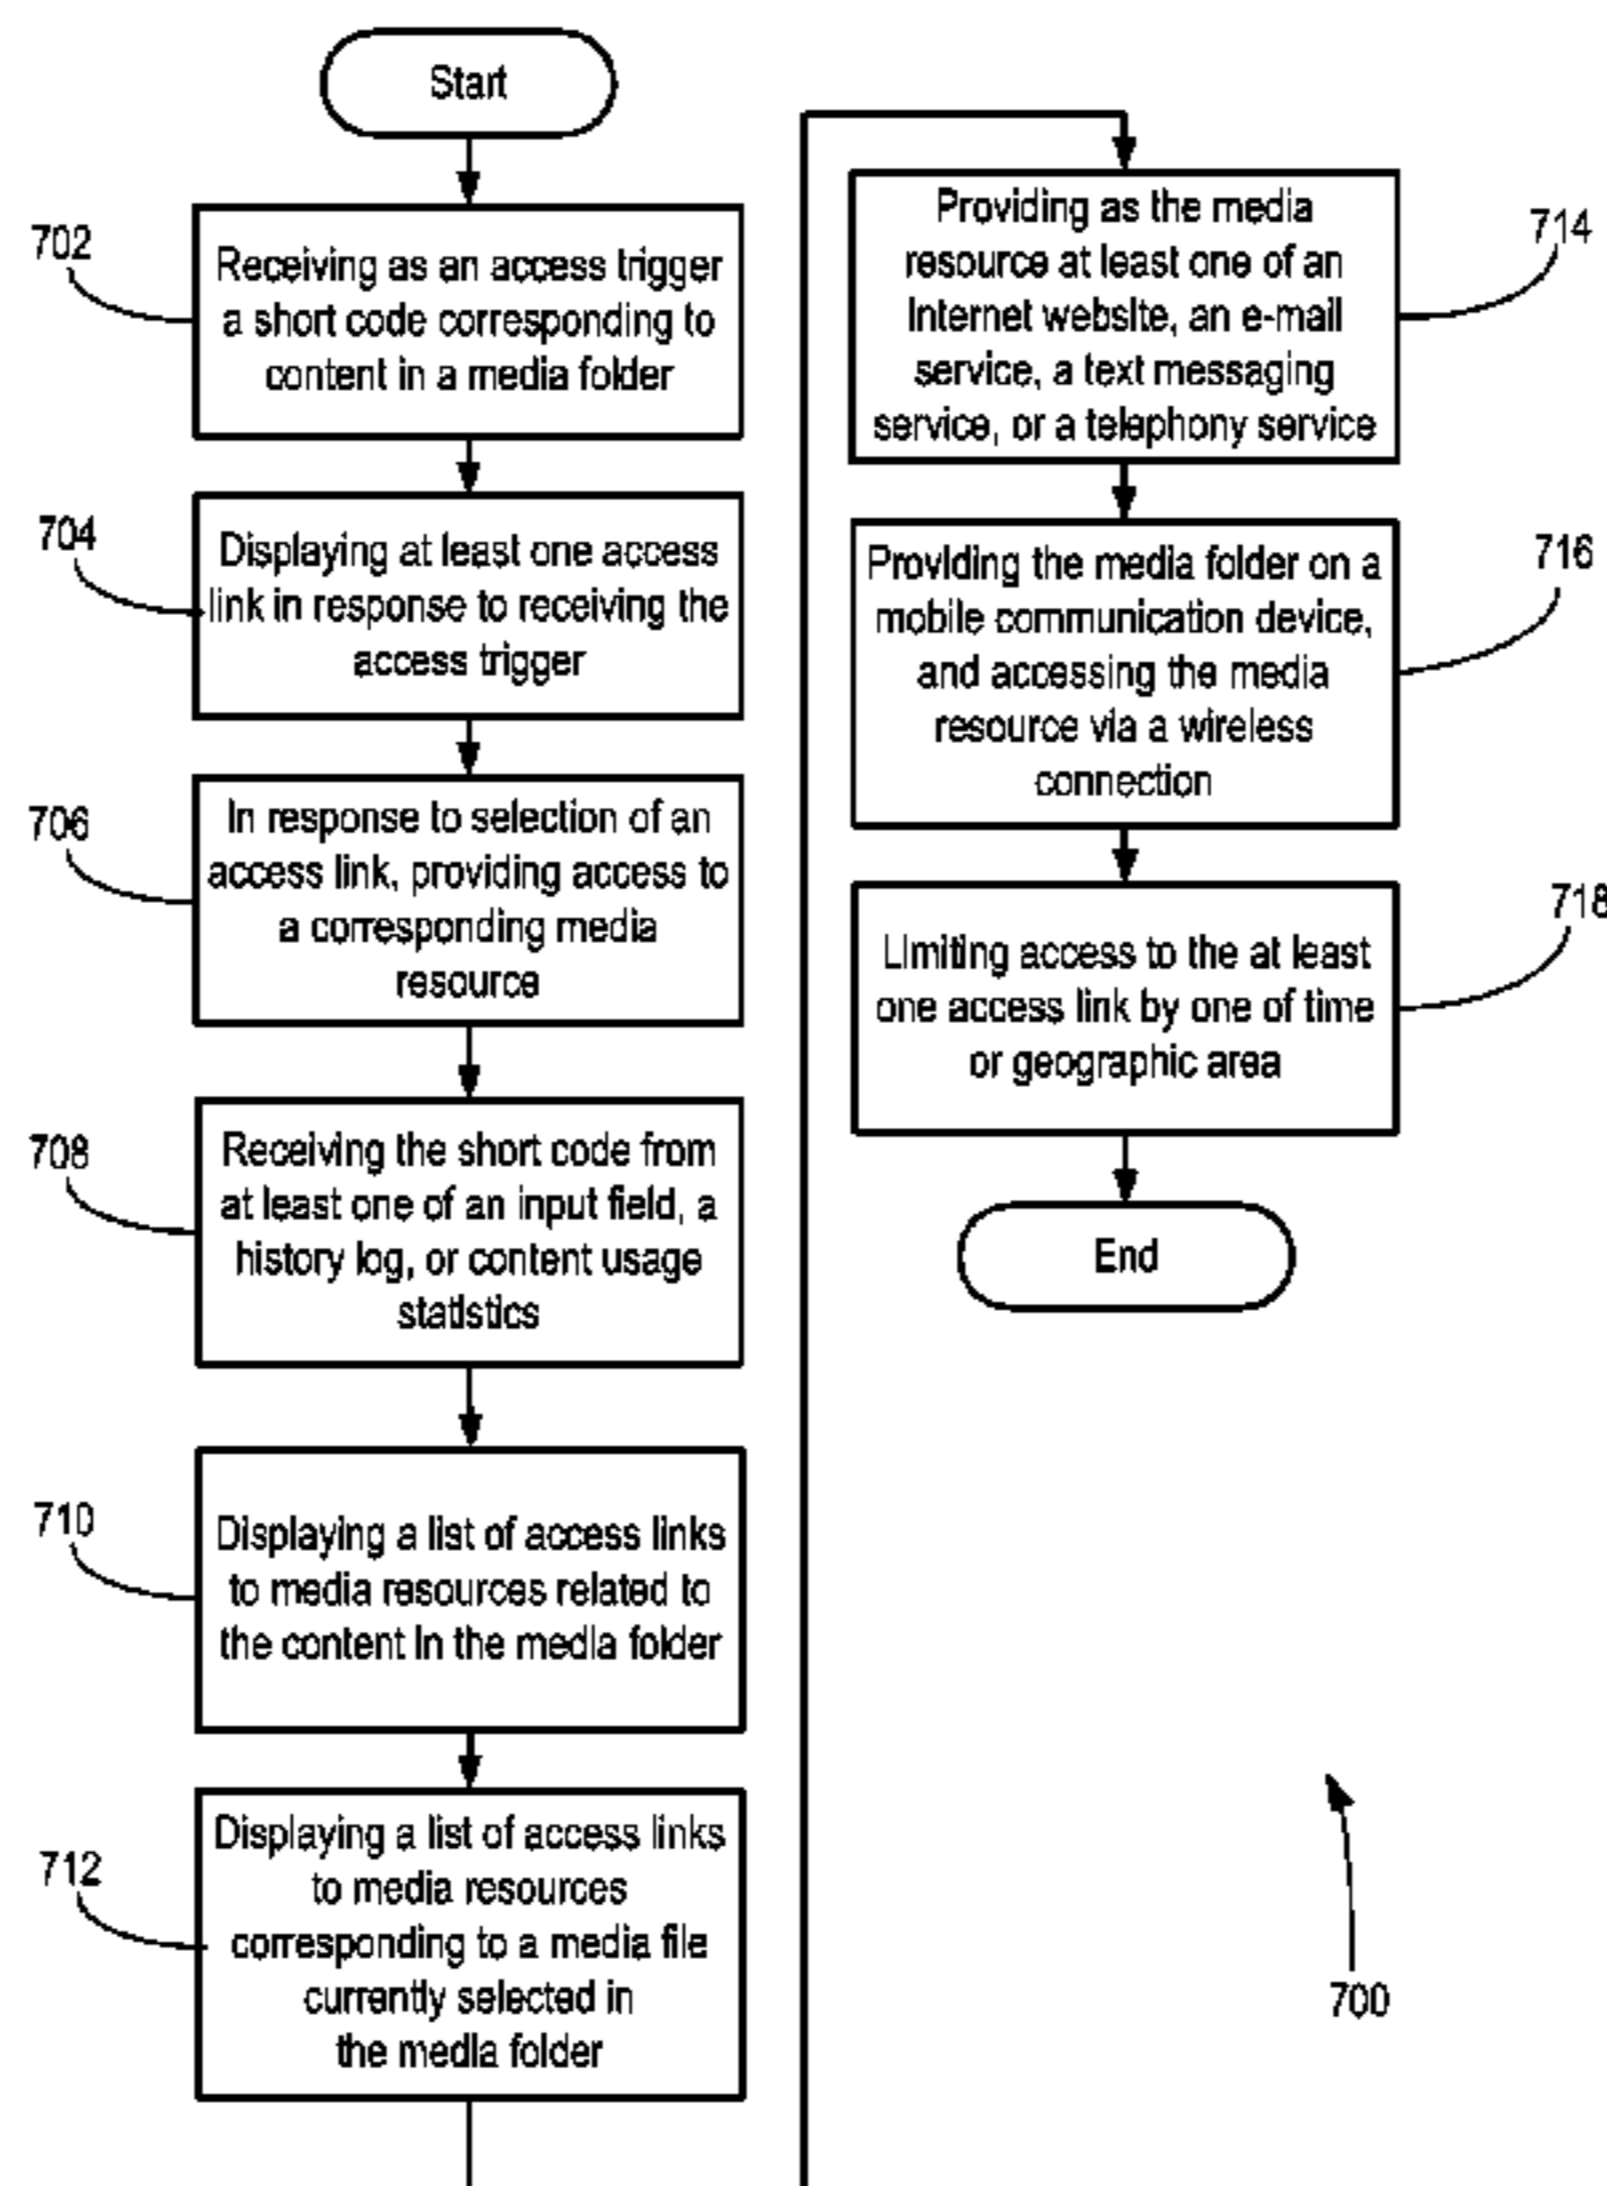 Start
702
Receiving as an access trigger
a short code corresponding to
content in a media folder
704
Displaying at least one access
link in response to receiving the
access trigger
706
In response to selection of an
access link, providing access to
a corresponding media
resource
708
Receiving the short code from
at least one of an input field, a
history log, or content usage
statistics
710
Displaying a list of access links
to media resources related to
the content in the media folder
712
Displaying a list of access links
to media resources
corresponding to a media file
currently selected in
the media folder
Providing as the media
resource at least one of an
Internet website, an e-mail
service, a text messaging
service, or a telephony service
714
Providing the media folder on a
mobile communication device,
and accessing the media
resource via a wireless
connection
716
Limiting access to the at least
one access link by one of time
or geographic area
718
End
700